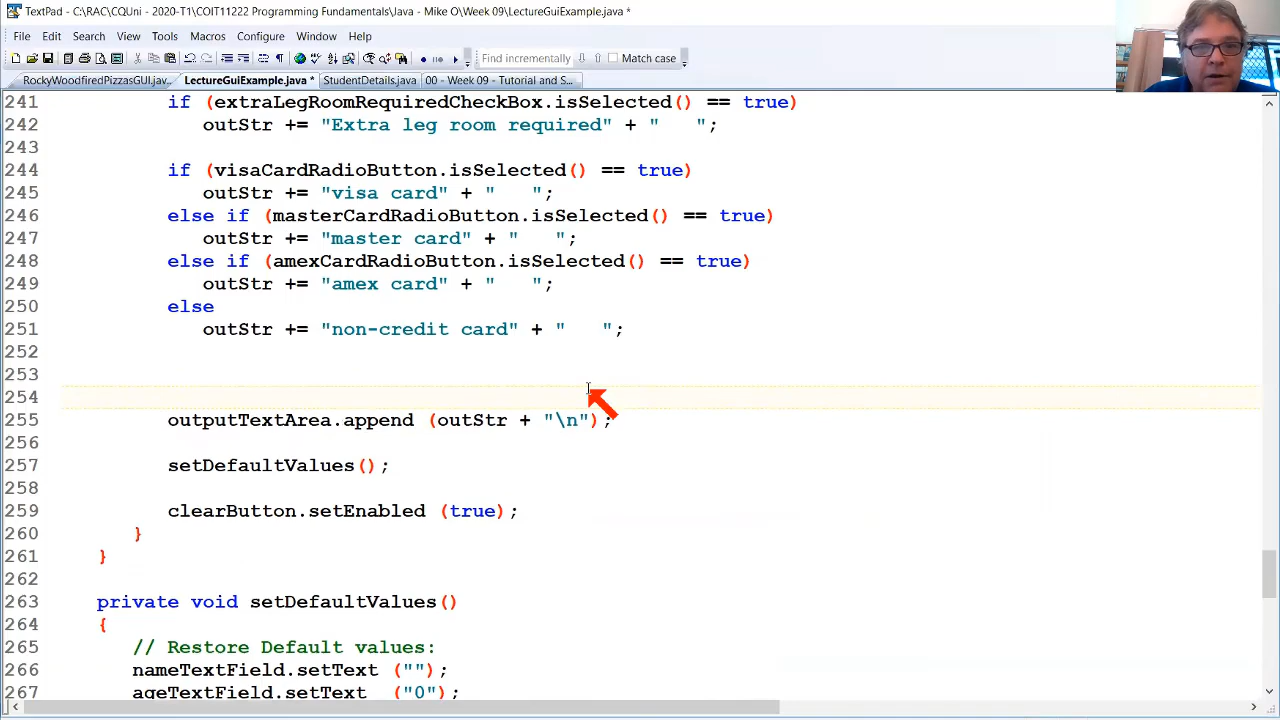 TextPad - C:\RAC\CQUni - 2020-T1\COIT11222 Programming Fundamentals\Java - Mike O\Week 09\LectureGuiExample.java *
File Edit Search View Tools Macros Configure Window Help
Find incrementally Match case
RockyWoodfiredPizzasGUI.jav... LectureGuiExample.java * StudentDetails.java 00 - Week 09 - Tutorial and S...
241 if (extraLegRoomRequiredCheckBox.isSelected() == true)
242 outStr += "Extra leg room required" + "   ";
243
244 if (visaCardRadioButton.isSelected() == true)
245 outStr += "visa card" + "   ";
246 else if (masterCardRadioButton.isSelected() == true)
247 outStr += "master card" + "   ";
248 else if (amexCardRadioButton.isSelected() == true)
249 outStr += "amex card" + "   ";
250 else
251 outStr += "non-credit card" + "   ";
252
253
254
255 outputTextArea.append (outStr + "\n");
256
257 setDefaultValues();
258
259 clearButton.setEnabled (true);
260 }
261 }
262
263 private void setDefaultValues()
264 {
265 // Restore Default values:
266 nameTextField.setText ("");
267 ageTextField.setText  ("0");